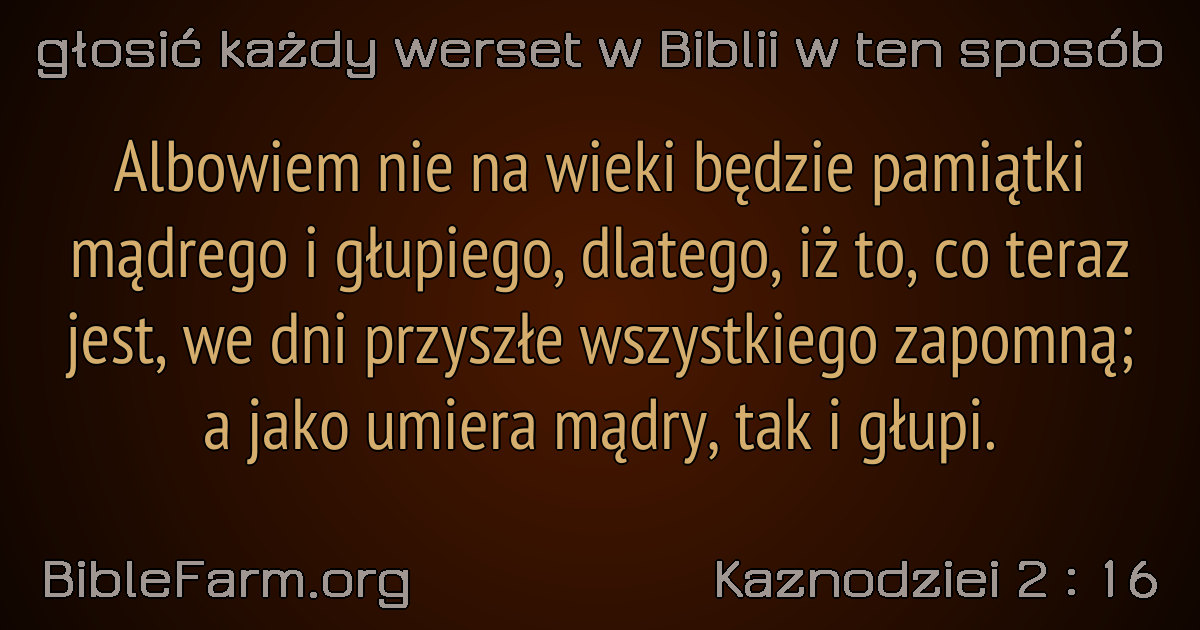 głosić każdy werset w Biblii w ten sposób
Albowiem nie na wieki będzie pamiątki
mądrego i głupiego, dlatego, iż to, co teraz
jest, we dni przyszłe wszystkiego zapomną;
a jako umiera mądry, tak i głupi.
BibleFarm.org
Kaznodziei 2 : 16